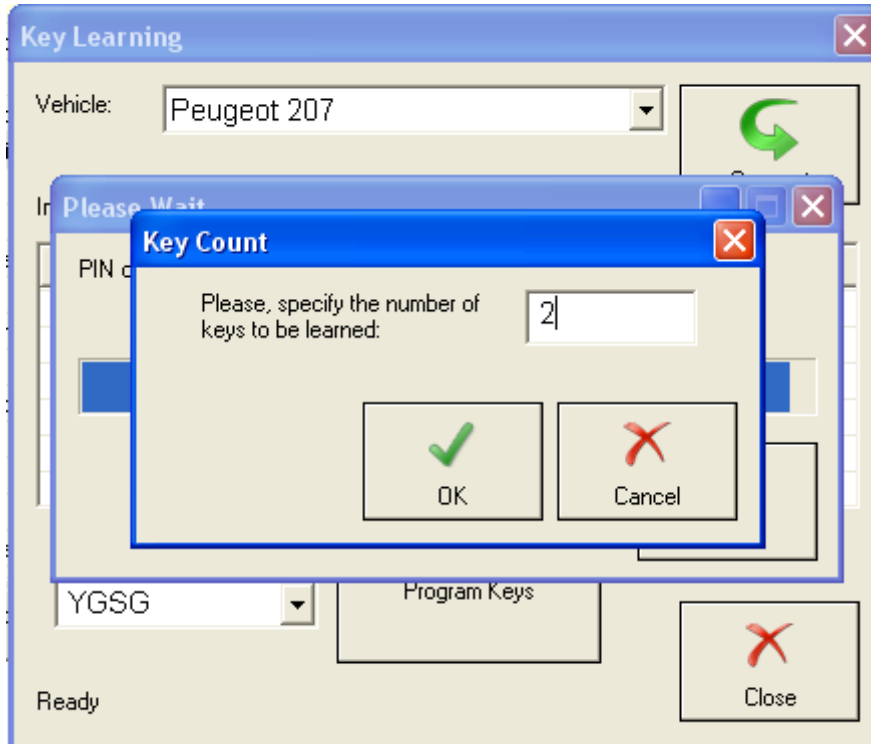 Key Learning
Vehicle:
Peugeot 207
Please Wait
Key Count
PIN
Please, specify the number of
keys to be learned:
2
OK
Cancel
YGSG
Program Keys
Ready
Close